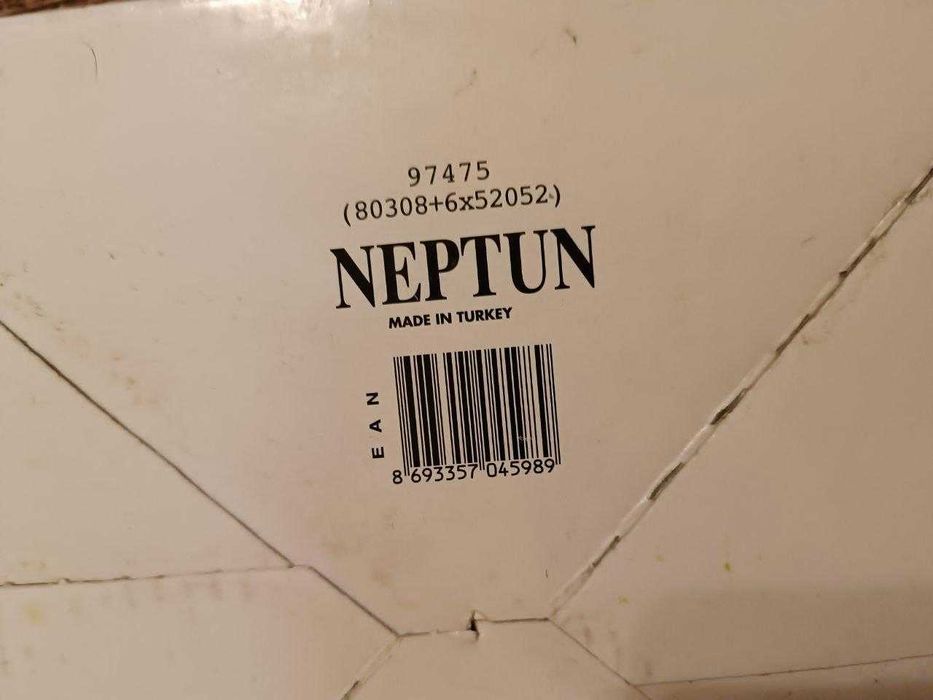 97475
(80308+6x52052)
NEPTUN
MADE IN TURKEY
EAN
8 693357 045989